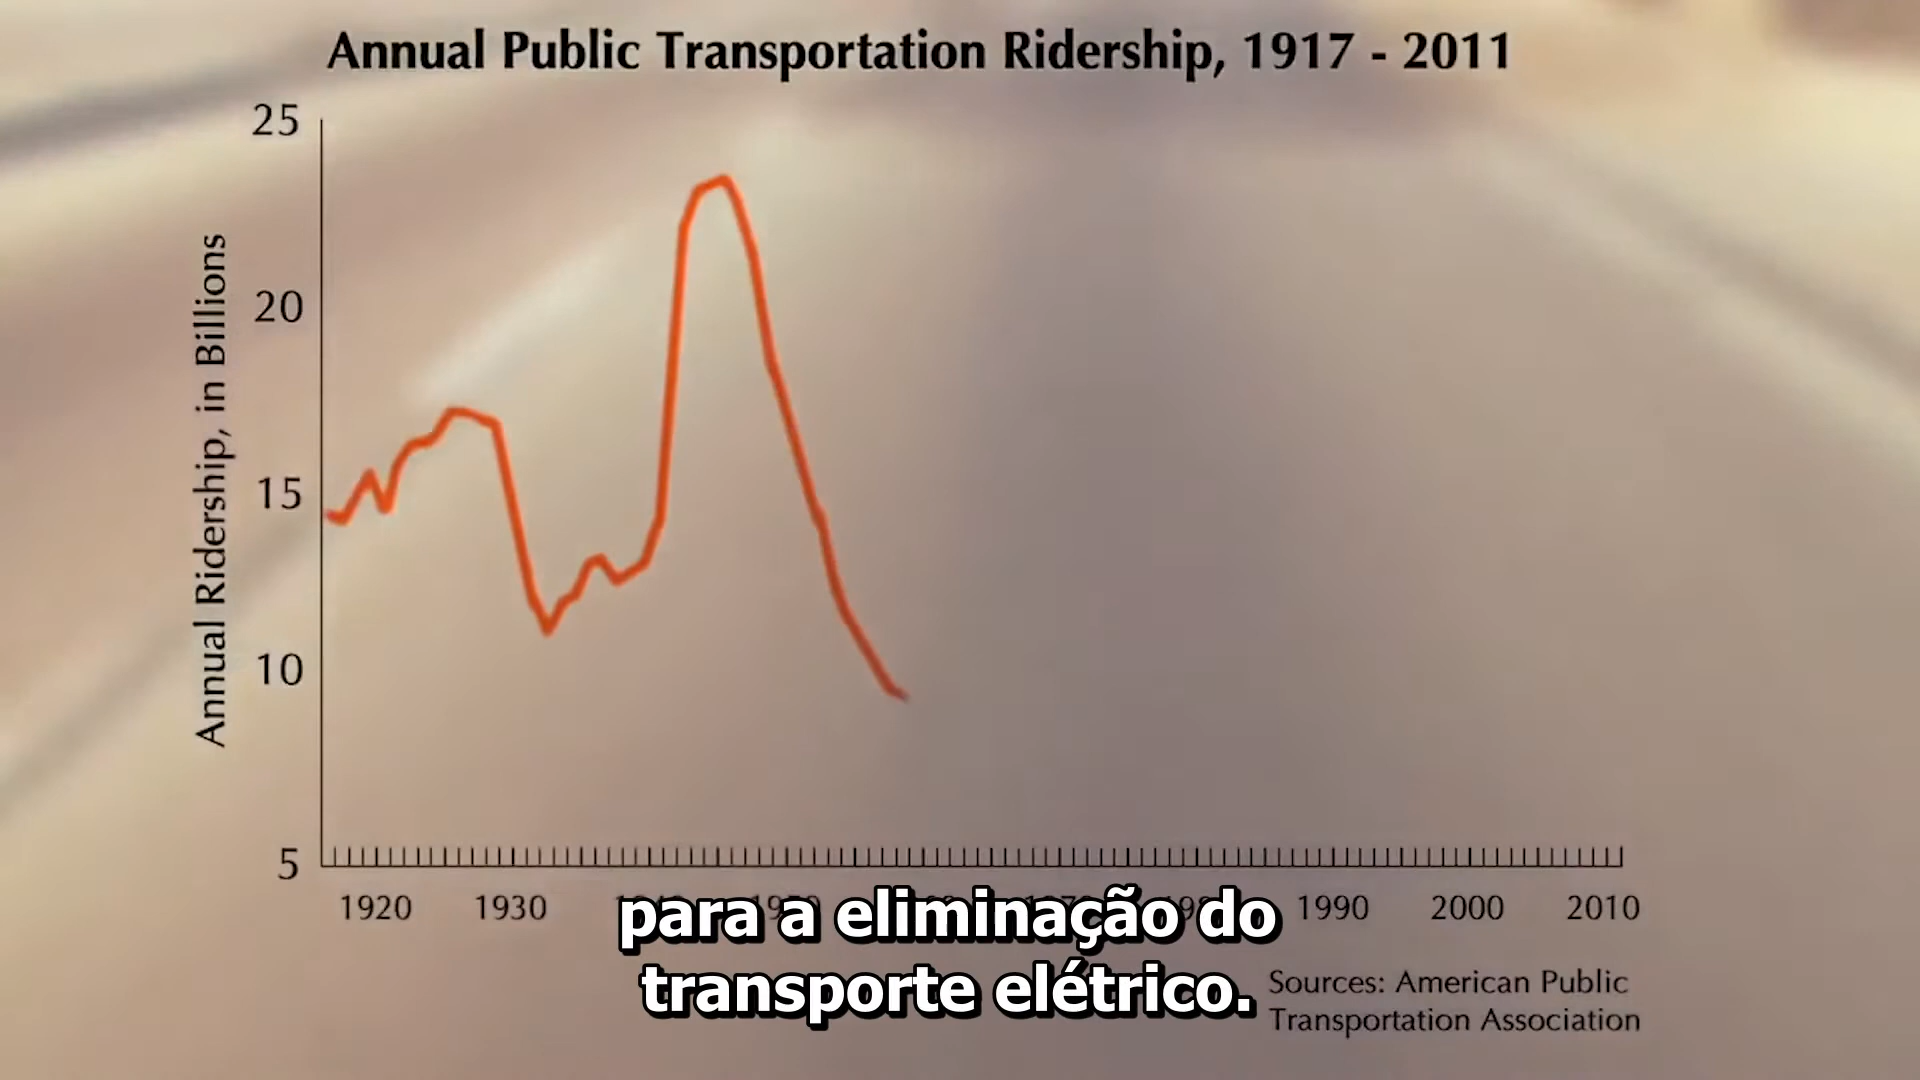 Annual Public Transportation Ridership, 1917 - 2011
25
20
15
10
5
Annual Ridership, in Billions
1920 1930 1990 2000 2010
para a eliminação do
transporte elétrico.
Sources: American Public
Transportation Association